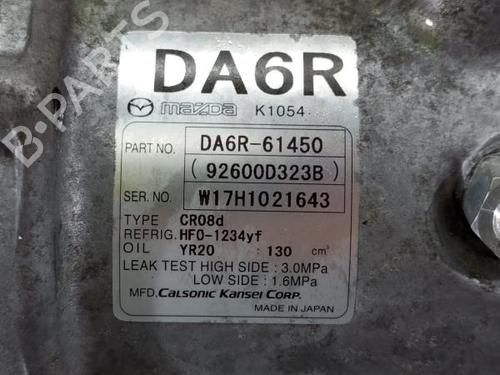 DA6R
mazda K1054
PART NO. DA6R-61450
(92600D323B)
SER. NO. W17H1021643
TYPE CR08d
REFRIG. HFO-1234yf
OIL YR20 : 130 cm³
LEAK TEST HIGH SIDE : 3.0MPa
LOW SIDE : 1.6MPa
MFD. CALSONIC KANSEI CORP.
MADE IN JAPAN
B-PARTS